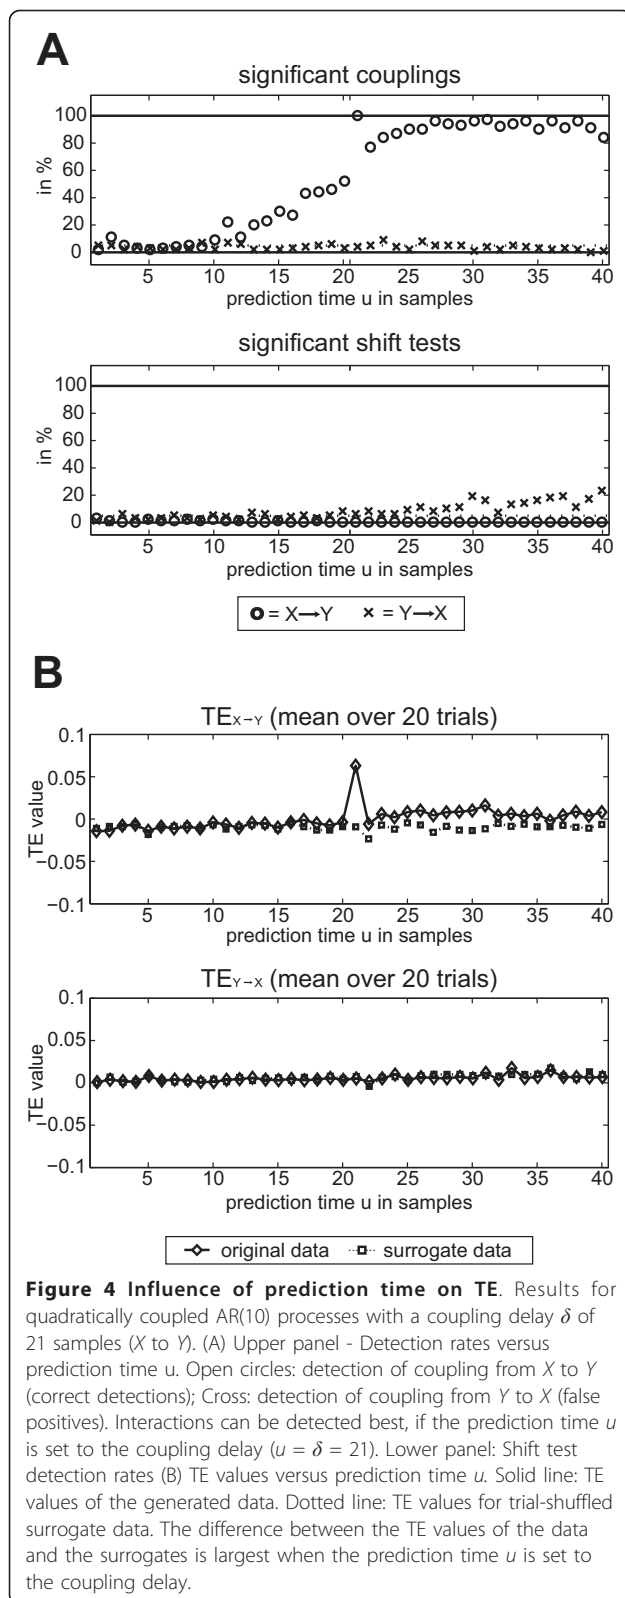 A
significant couplings
100
80
60
40
20
0
in %
5 10 15 20 25 30 35 40
prediction time u in samples
significant shift tests
100
80
60
40
20
0
in %
5 10 15 20 25 30 35 40
prediction time u in samples
O = X→Y × = Y→X
B
TE X→Y (mean over 20 trials)
0.1
0.05
0
−0.05
−0.1
TE value
5 10 15 20 25 30 35 40
prediction time u in samples
TE Y→X (mean over 20 trials)
0.1
0.05
0
−0.05
−0.1
TE value
5 10 15 20 25 30 35 40
prediction time u in samples
original data surrogate data
Figure 4 Influence of prediction time on TE. Results for
quadratically coupled AR(10) processes with a coupling delay δ of
21 samples (X to Y). (A) Upper panel - Detection rates versus
prediction time u. Open circles: detection of coupling from X to Y
(correct detections); Cross: detection of coupling from Y to X (false
positives). Interactions can be detected best, if the prediction time u
is set to the coupling delay (u = δ = 21). Lower panel: Shift test
detection rates (B) TE values versus prediction time u. Solid line: TE
values of the generated data. Dotted line: TE values for trial-shuffled
surrogate data. The difference between the TE values of the data
and the surrogates is largest when the prediction time u is set to
the coupling delay.